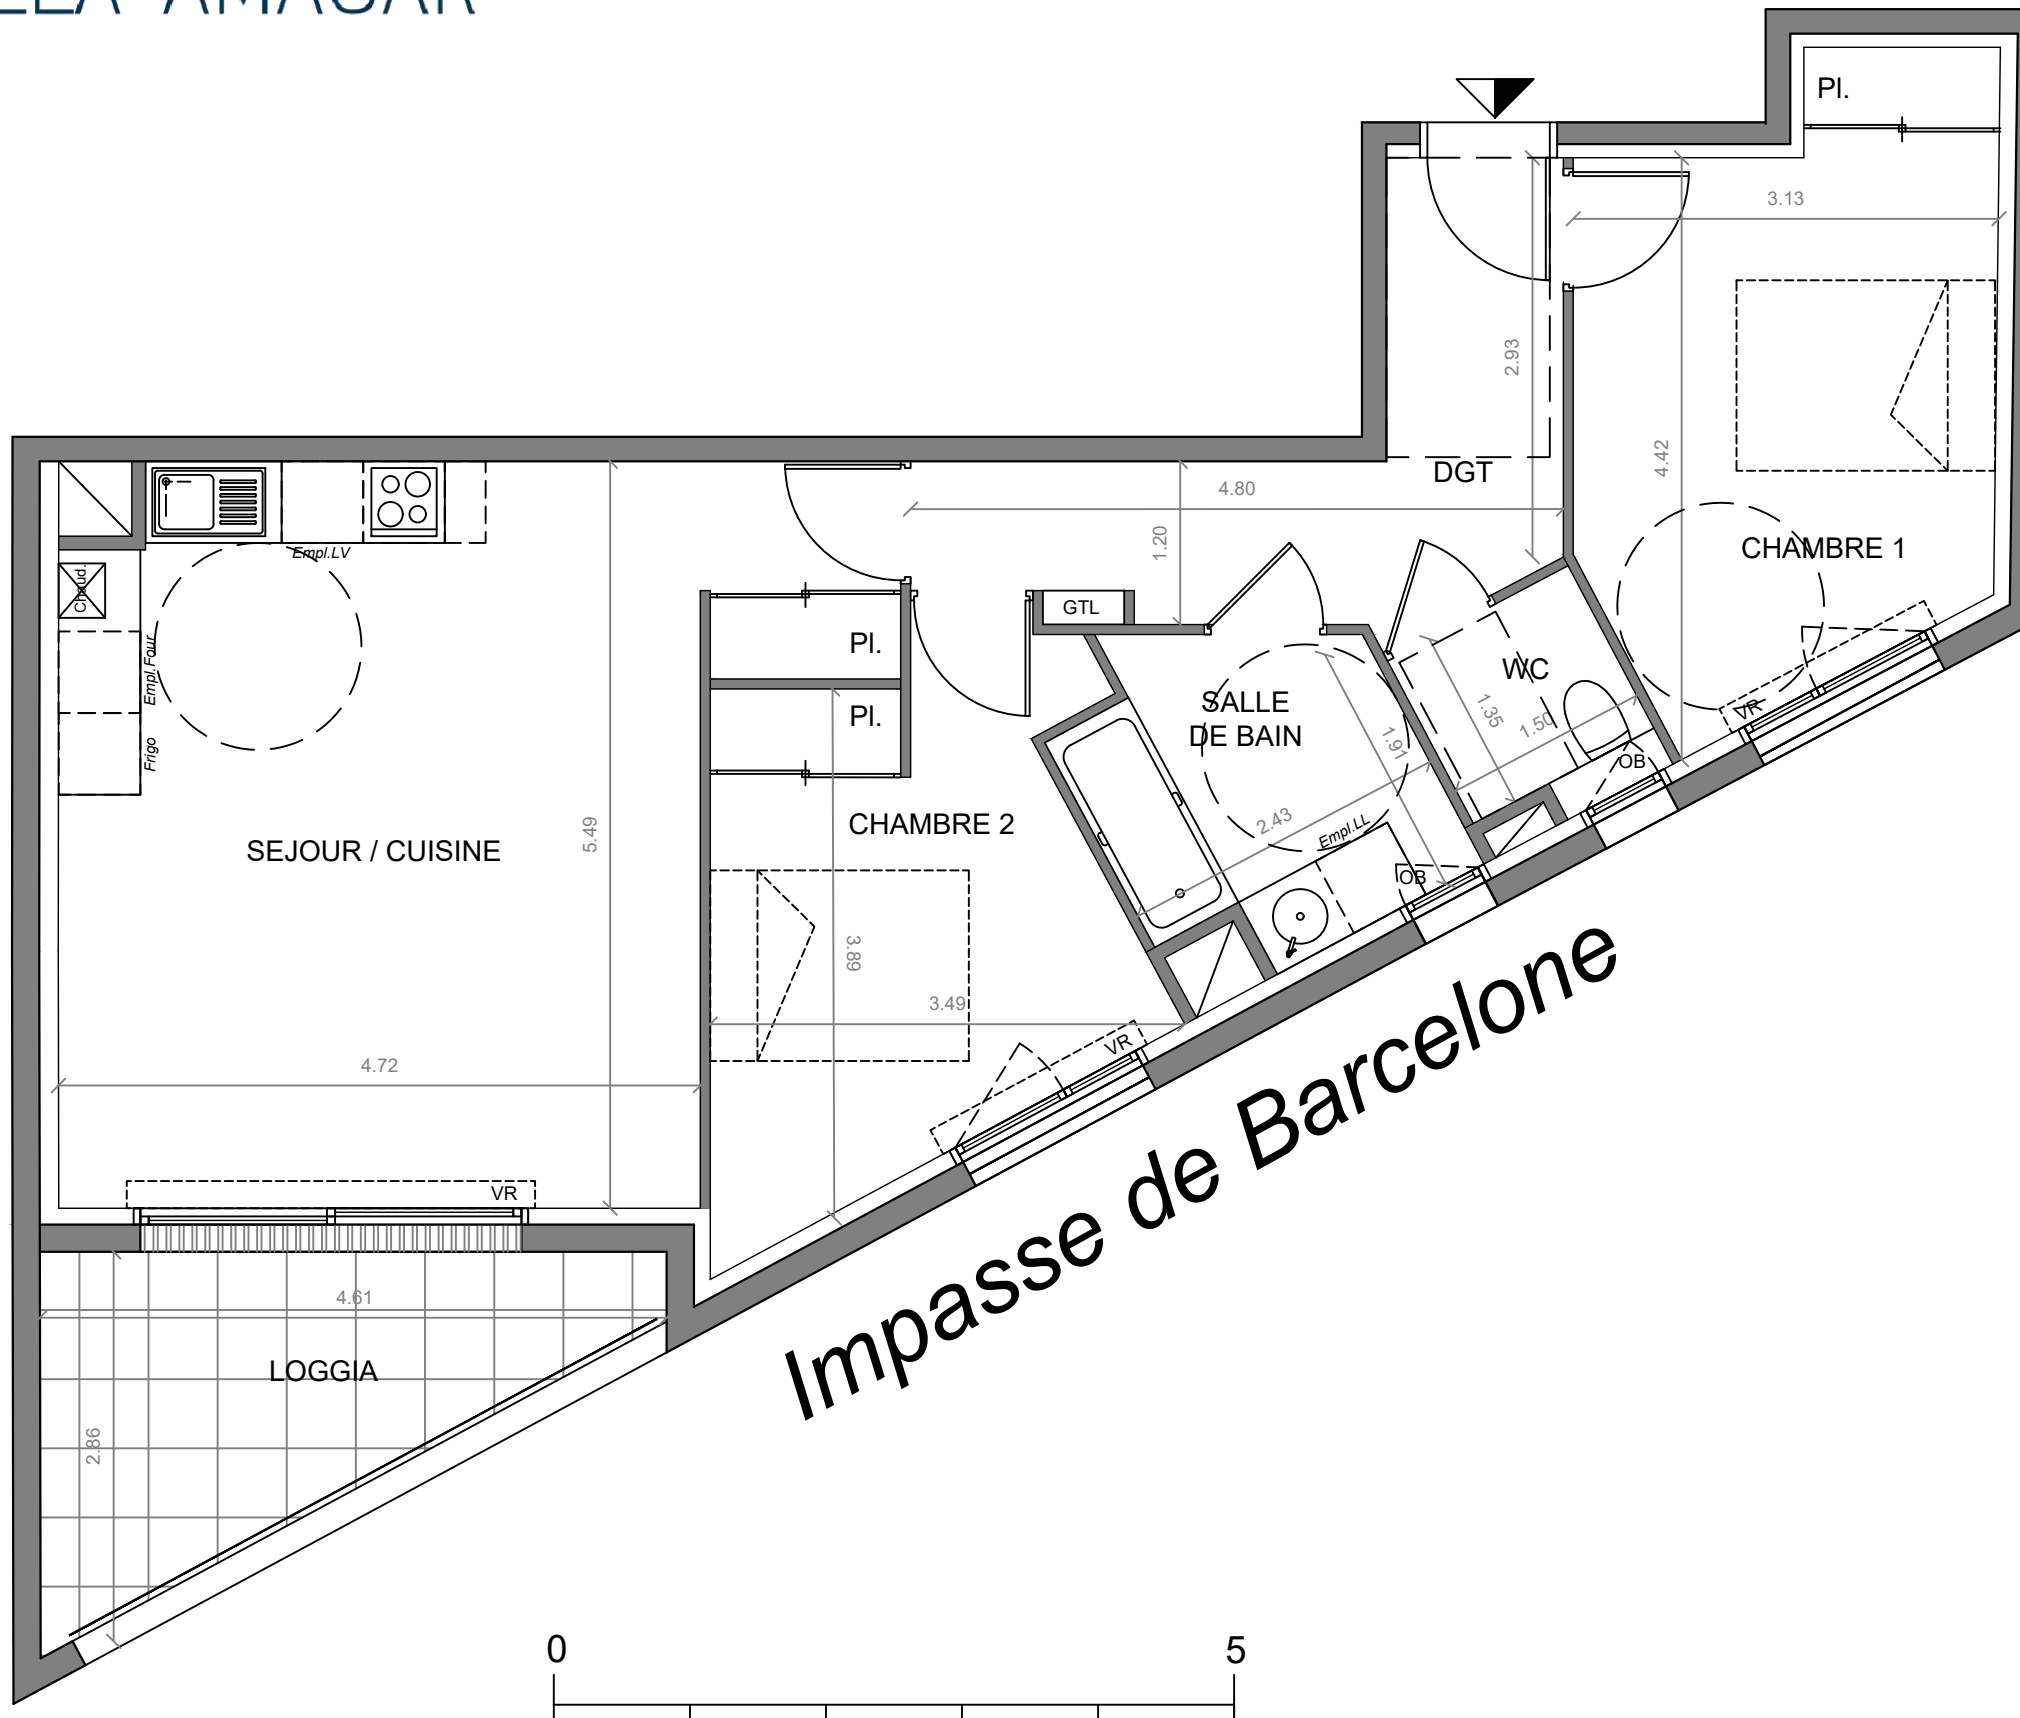 Pl.
3.13
2.93
4.42
DGT
4.80
1.20
CHAMBRE 1
Empl.LV
Chaud.
Empl.Four
Frigo
GTL
Pl.
Pl.
WC
1.35
1.50
VR
OB
SALLE
DE BAIN
1.91
2.43
Empl.LL
OB
SEJOUR / CUISINE
5.49
CHAMBRE 2
3.89
3.49
VR
4.72
VR
Impasse de Barcelone
4.61
LOGGIA
2.86
0
5